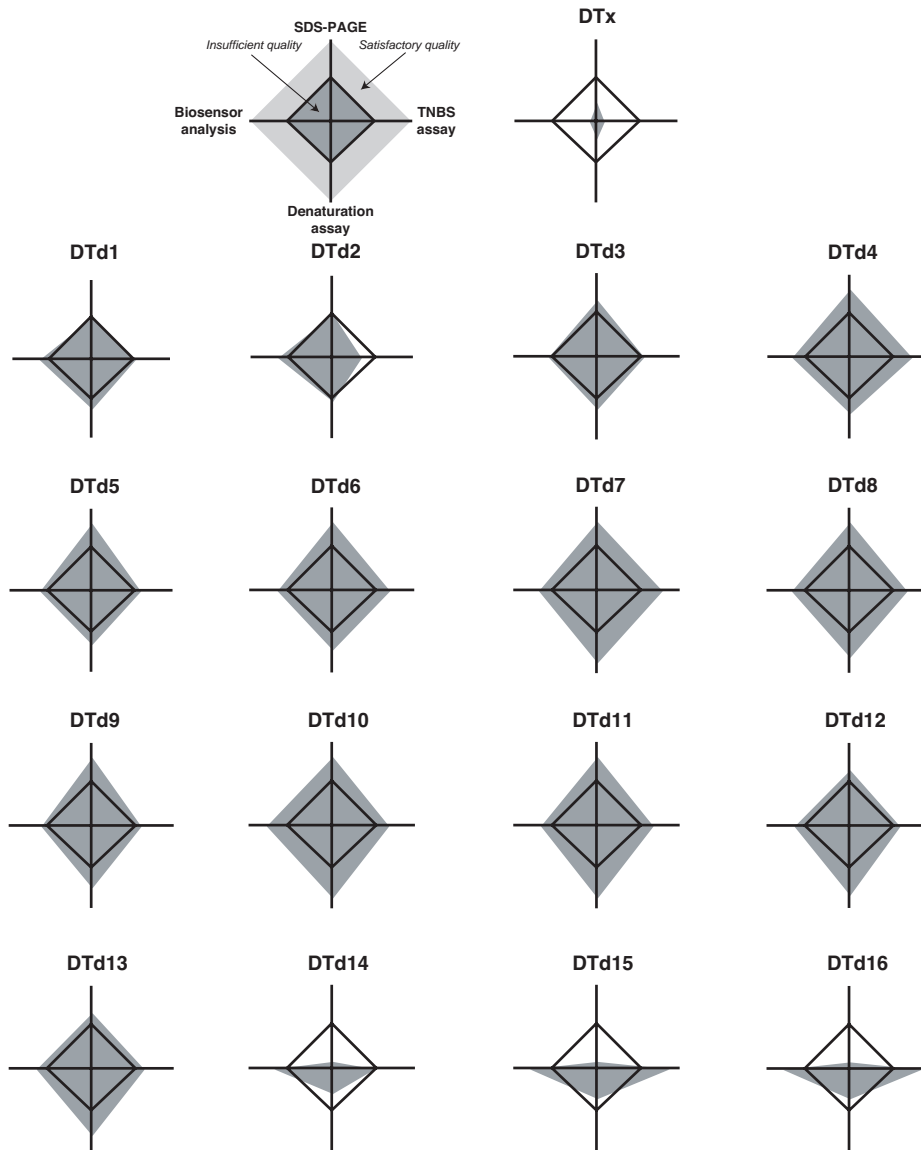 SDS-PAGE
Insufficient quality
Satisfactory quality
Biosensor
analysis
TNBS
assay
Denaturation
assay
DTx
DTd1
DTd2
DTd3
DTd4
DTd5
DTd6
DTd7
DTd8
DTd9
DTd10
DTd11
DTd12
DTd13
DTd14
DTd15
DTd16